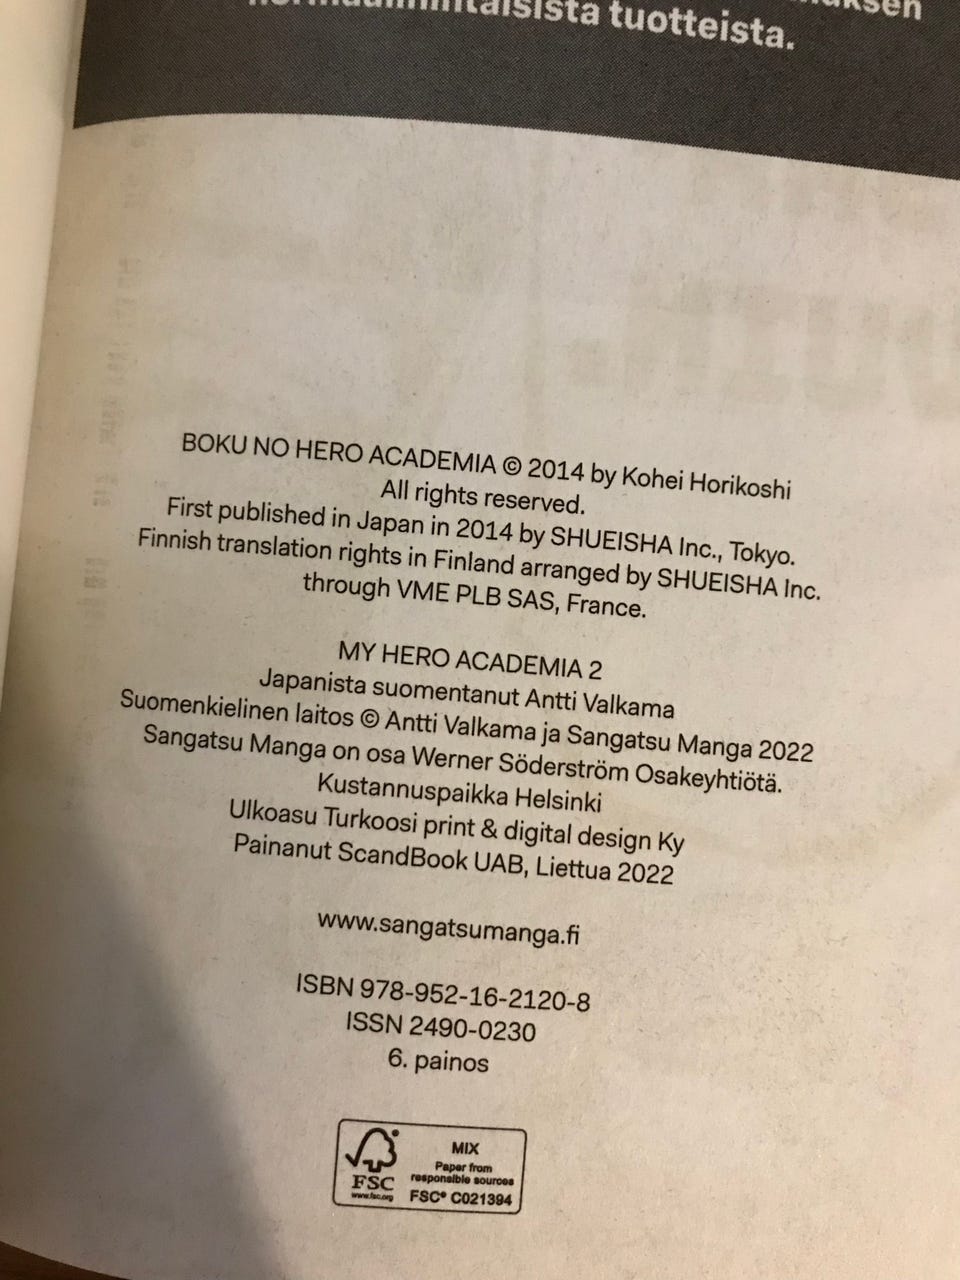 tuotteista.
BOKU NO HERO ACADEMIA © 2014 by Kohei Horikoshi
All rights reserved.
First published in Japan in 2014 by SHUEISHA Inc., Tokyo.
Finnish translation rights in Finland arranged by SHUEISHA Inc.
through VME PLB SAS, France.
MY HERO ACADEMIA 2
Japanista suomentanut Antti Valkama
Suomenkielinen laitos © Antti Valkama ja Sangatsu Manga 2022
Sangatsu Manga on osa Werner Söderström Osakeyhtiötä.
Kustannuspaikka Helsinki
Ulkoasu Turkoosi print & digital design Ky
Painanut ScandBook UAB, Liettua 2022
www.sangatsumanga.fi
ISBN 978-952-16-2120-8
ISSN 2490-0230
6. painos
FSC
www.fsc.org
MIX
Paper from
responsible sources
FSC® C021394